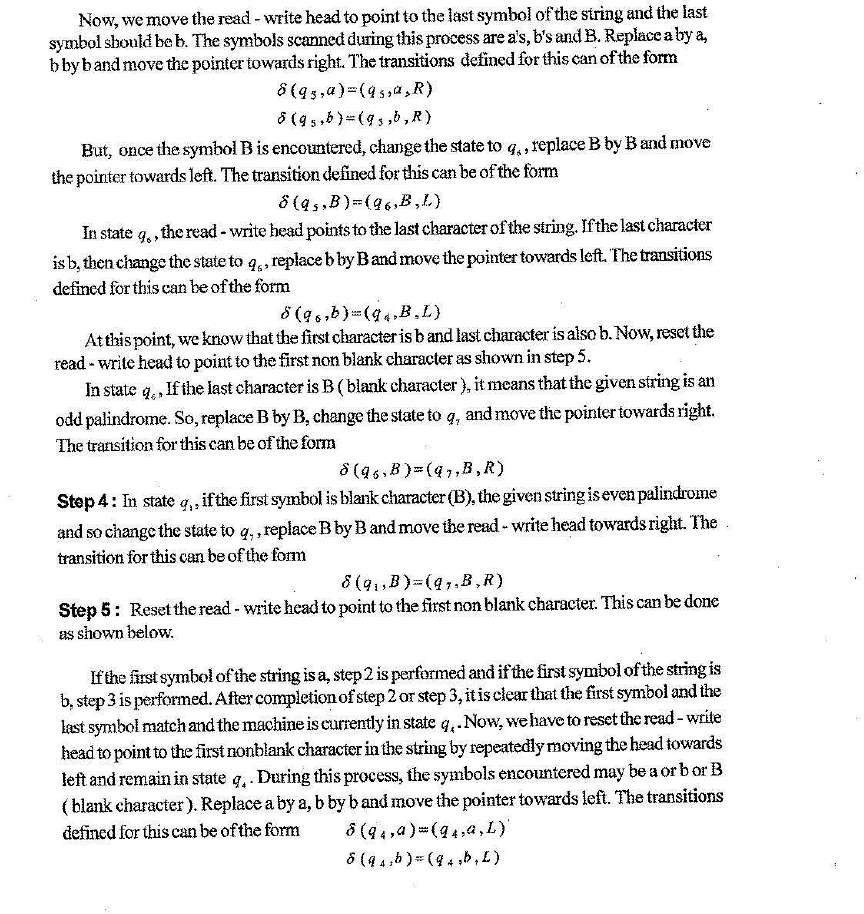 Now, we move the read - write head to point to the last symbol of the string and the last
symbol should be b. The symbols scanned during this process are a's, b's and B. Replace a by a,
b by b and move the pointer towards right. The transitions defined for this can of the form
δ (q₅ ,a) = (q₅ ,a ,R)
δ (q₅ ,b) = (q₅ ,b ,R)
But, once the symbol B is encountered, change the state to q₆ , replace B by B and move
the pointer towards left. The transition defined for this can be of the form
δ (q₅ ,B) = (q₆ ,B ,L)
In state q₆ , the read - write head points to the last character of the string. If the last character
is b, then change the state to q₆ , replace b by B and move the pointer towards left. The transitions
defined for this can be of the form
δ (q₆ ,b) = (q₄ ,B ,L)
At this point, we know that the first character is b and last character is also b. Now, reset the
read - write head to point to the first non blank character as shown in step 5.
In state q₆ , If the last character is B ( blank character ), it means that the given string is an
odd palindrome. So, replace B by B, change the state to q₇ and move the pointer towards right.
The transition for this can be of the form
δ (q₆ ,B) = (q₇ ,B ,R)
Step 4 : In state q₁ , if the first symbol is blank character (B), the given string is even palindrome
and so change the state to q₇ , replace B by B and move the read - write head towards right. The
transition for this can be of the form
δ (q₁ ,B) = (q₇ ,B ,R)
Step 5 : Reset the read - write head to point to the first non blank character. This can be done
as shown below.
If the first symbol of the string is a, step 2 is performed and if the first symbol of the string is
b, step 3 is performed. After completion of step 2 or step 3, it is clear that the first symbol and the
last symbol match and the machine is currently in state q₄ . Now, we have to reset the read - write
head to point to the first nonblank character in the string by repeatedly moving the head towards
left and remain in state q₄ . During this process, the symbols encountered may be a or b or B
( blank character ). Replace a by a, b by b and move the pointer towards left. The transitions
defined for this can be of the form δ (q₄ ,a) = (q₄ ,a ,L)
δ (q₄ ,b) = (q₄ ,b ,L)